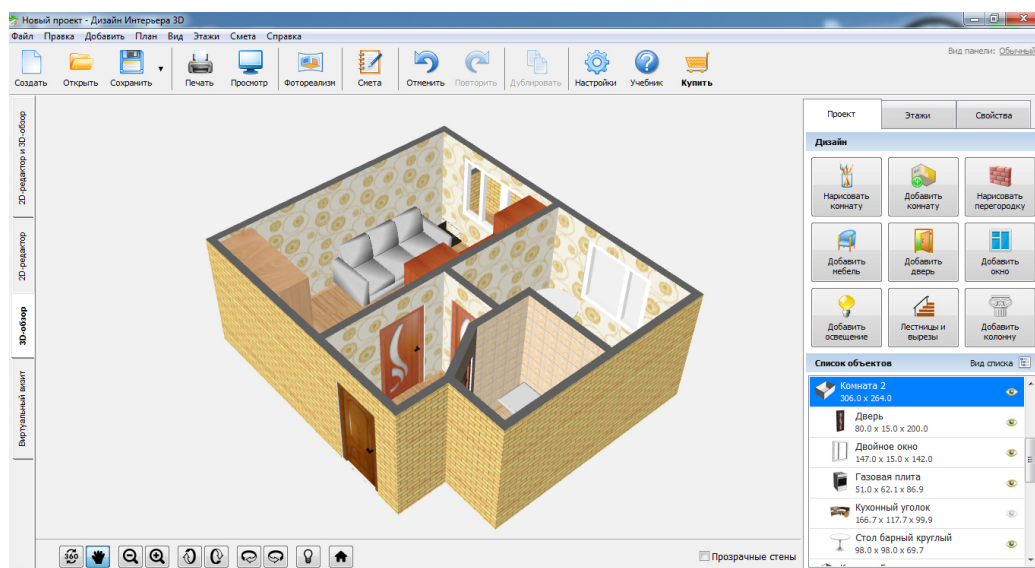 Новый проект - Дизайн Интерьера 3D
Файл Правка Добавить План Вид Этажи Смета Справка
Создать Открыть Сохранить Печать Просмотр Фотореализм Смета Отменить Повторить Дублировать Настройки Учебник Купить
Вид панели: Обычный
2D-редактор и 3D-обзор
2D-редактор
3D-обзор
Виртуальный визит
Проект Этажи Свойства
Дизайн
Нарисовать комнату
Добавить комнату
Нарисовать перегородку
Добавить мебель
Добавить дверь
Добавить окно
Добавить освещение
Лестницы и вырезы
Добавить колонну
Список объектов Вид списка
Комната 2
306.0 x 264.0
Дверь
80.0 x 15.0 x 200.0
Двойное окно
147.0 x 15.0 x 142.0
Газовая плита
51.0 x 62.1 x 86.9
Кухонный уголок
166.7 x 117.7 x 99.9
Стол барный круглый
98.0 x 98.0 x 69.7
360
Прозрачные стены